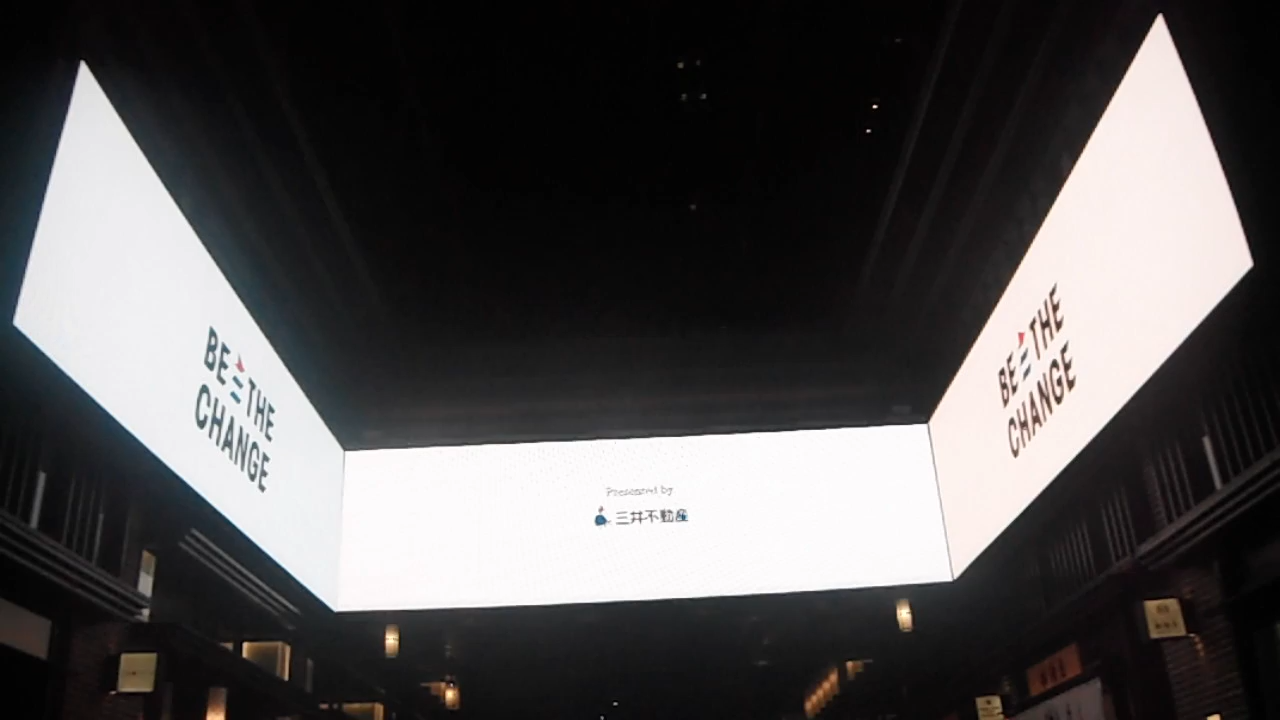 BE THE
CHANGE
Presented by
三井不動産
BE THE
CHANGE